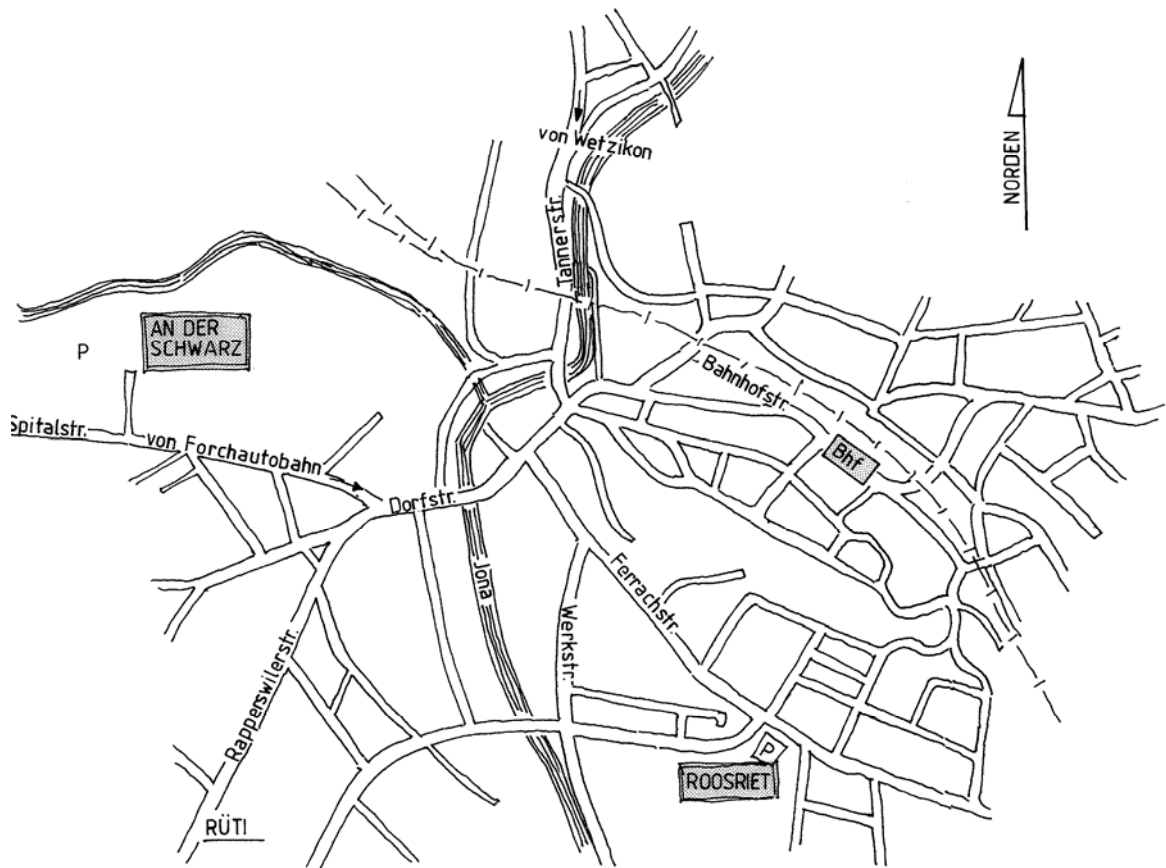 von Wetzikon
NORDEN
Tannerstr.
AN DER
SCHWARZ
P
Bahnhofstr.
Spitalstr.
von Forchautobahn
Bhf
Dorfstr.
Jona
Ferrachstr.
Werkstr.
Rapperswilerstr.
P
ROOSRIET
RÜTI